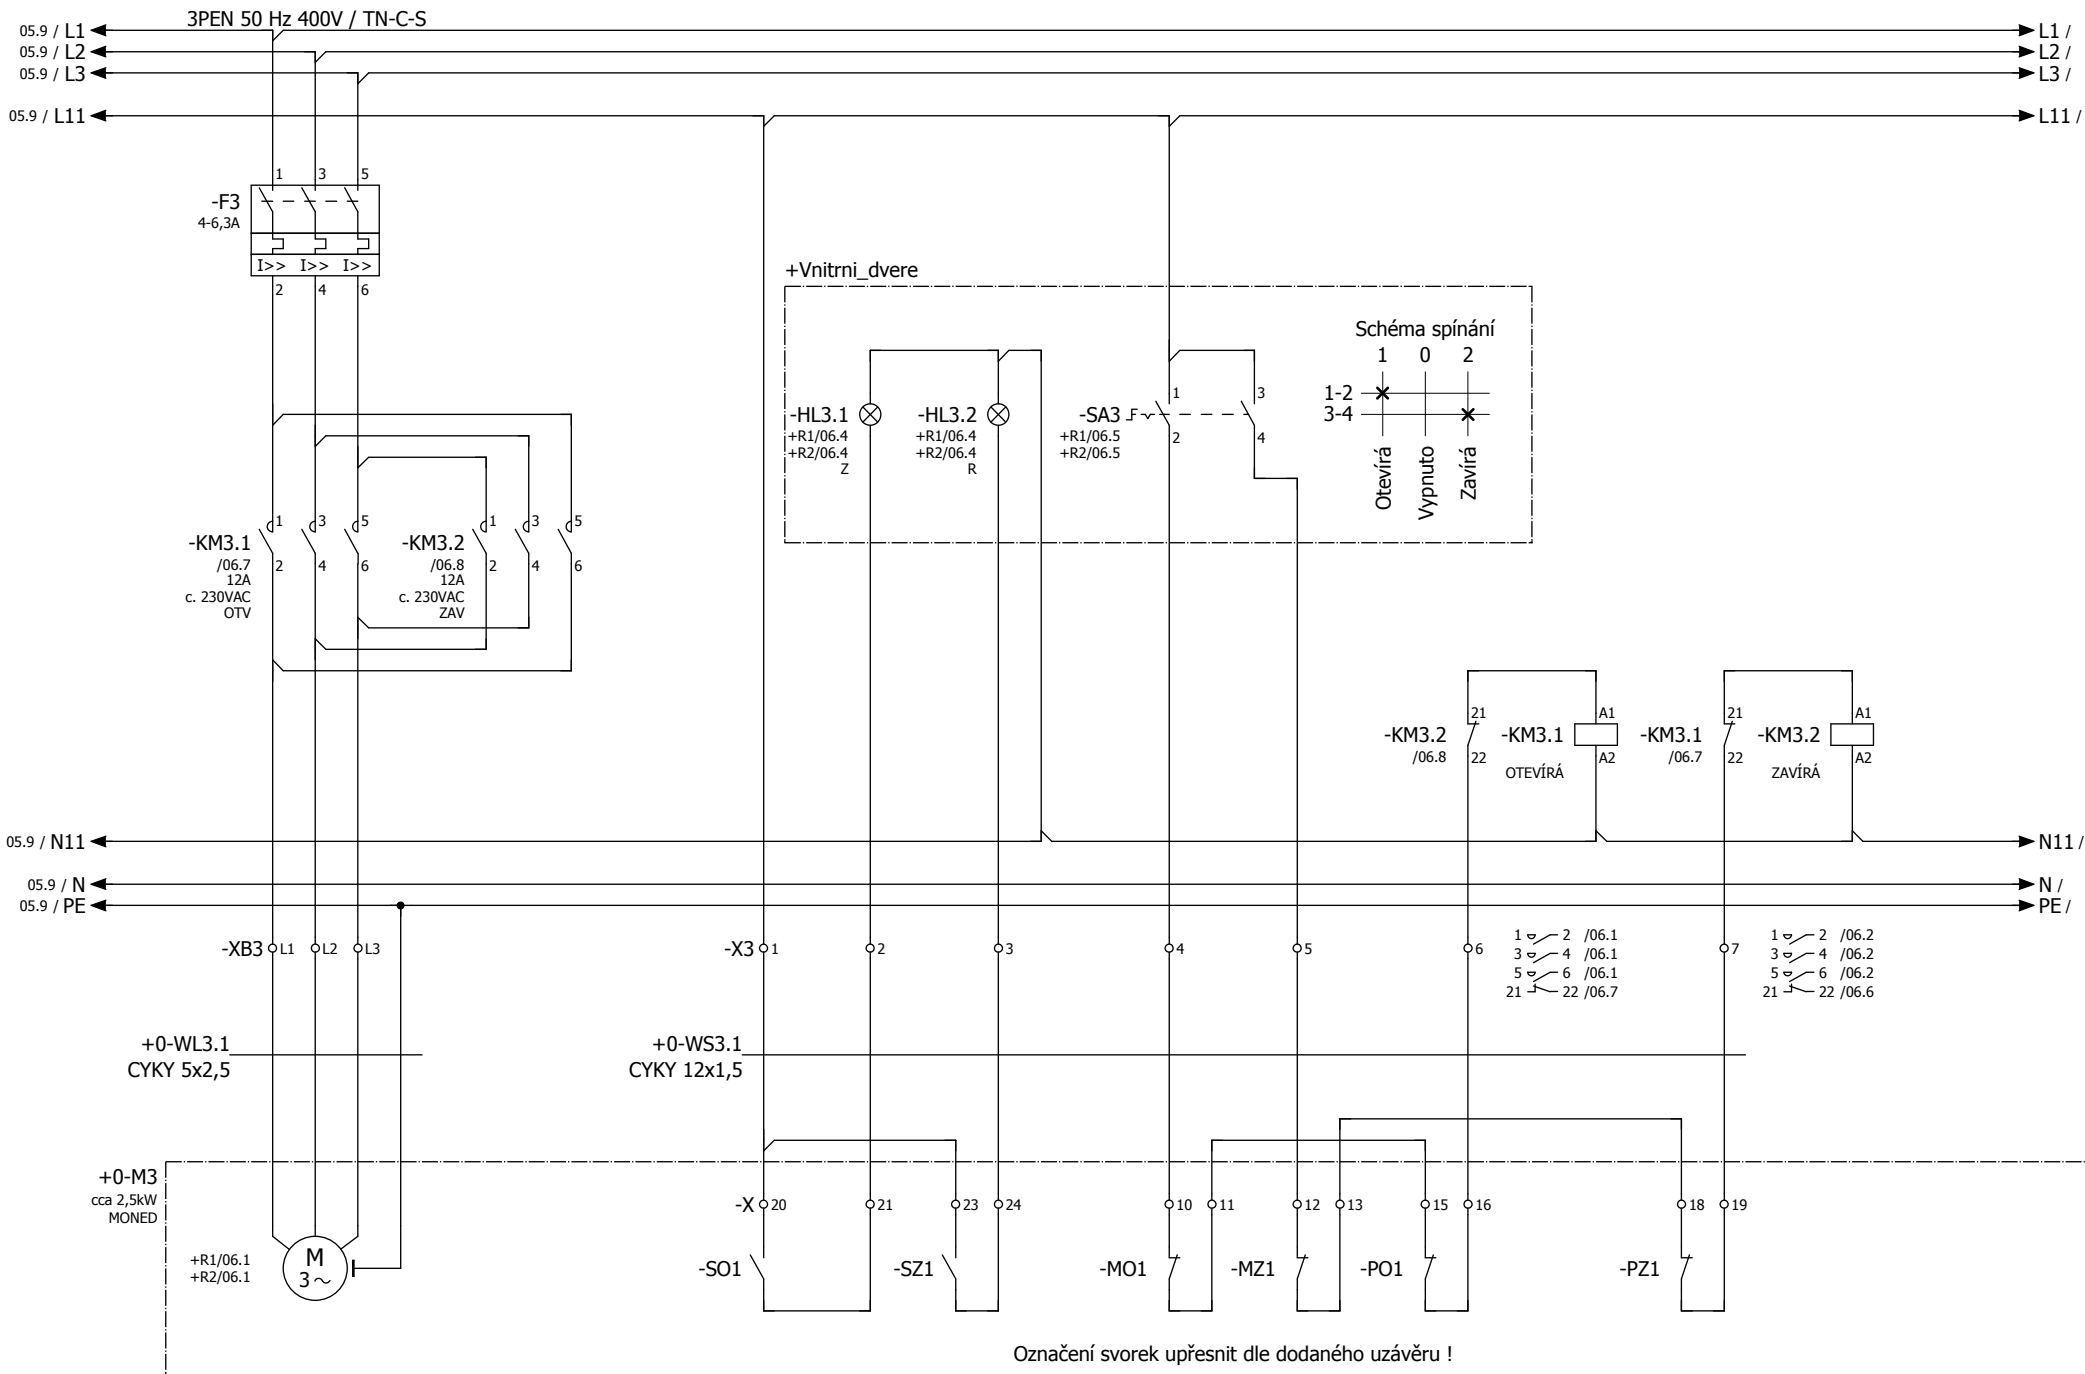 3PEN 50 Hz 400V / TN-C-S
05.9 / L1
L1 /
05.9 / L2
L2 /
05.9 / L3
L3 /
05.9 / L11
L11 /
1 3 5
-F3
4-6,3A
I>> I>> I>>
2 4 6
+Vnitrni_dvere
Schéma spínání
1 0 2
1-2
3-4
Otevírá
Vypnuto
Zavírá
-HL3.1
+R1/06.4
+R2/06.4
Z
-HL3.2
+R1/06.4
+R2/06.4
R
-SA3
+R1/06.5
+R2/06.5
1 3
2 4
-KM3.1
/06.7
12A
c. 230VAC
OTV
1 3 5
2 4 6
-KM3.2
/06.8
12A
c. 230VAC
ZAV
1 3 5
2 4 6
-KM3.2
/06.8
21
22
-KM3.1
OTEVÍRÁ
A1
A2
-KM3.1
/06.7
21
22
-KM3.2
ZAVÍRÁ
A1
A2
05.9 / N11
N11 /
05.9 / N
N /
05.9 / PE
PE /
-XB3 L1 L2 L3
-X3 1 2 3 4 5 6 7
1 2 /06.1
3 4 /06.1
5 6 /06.1
21 22 /06.7
1 2 /06.2
3 4 /06.2
5 6 /06.2
21 22 /06.6
+0-WL3.1
CYKY 5x2,5
+0-WS3.1
CYKY 12x1,5
+0-M3
cca 2,5kW
MONED
-X 20 21 23 24 10 11 12 13 15 16 18 19
+R1/06.1
+R2/06.1
M
3~
-SO1
-SZ1
-MO1
-MZ1
-PO1
-PZ1
Označení svorek upřesnit dle dodaného uzávěru !